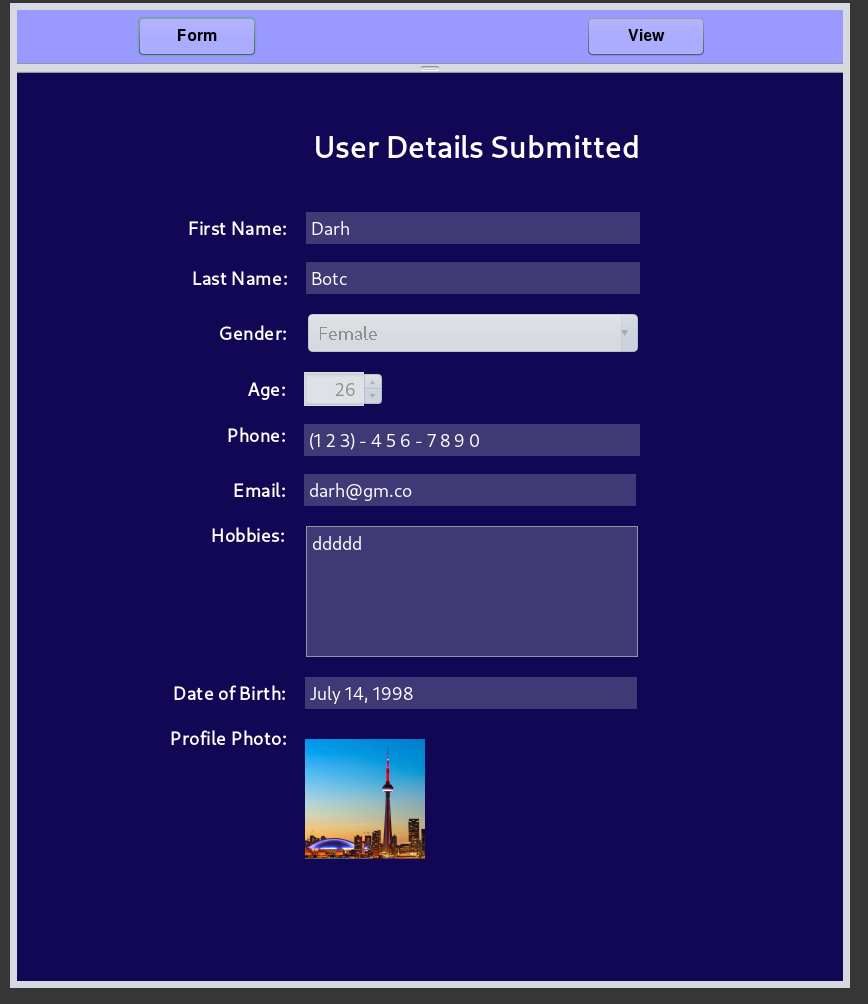 Form View
User Details Submitted
First Name: Darh
Last Name: Botc
Gender: Female
Age: 26
Phone: (1 2 3) - 4 5 6 - 7 8 9 0
Email: darh@gm.co
Hobbies: ddddd
Date of Birth: July 14, 1998
Profile Photo: